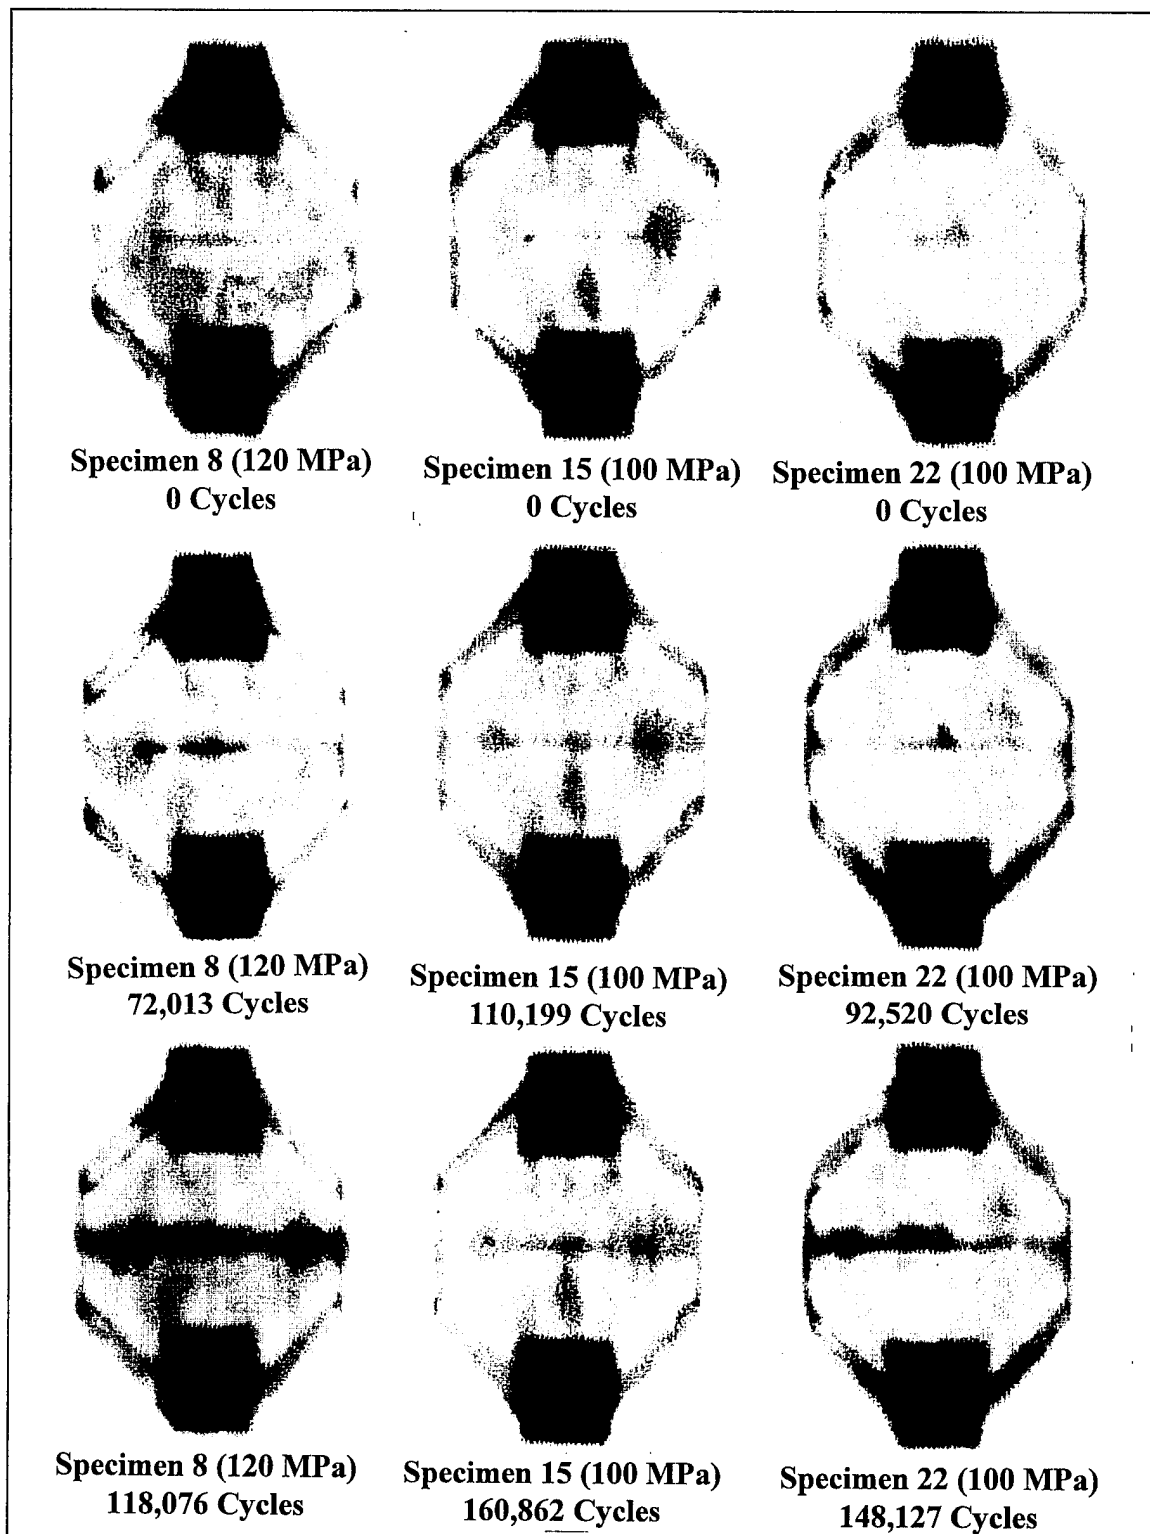 Specimen 8 (120 MPa)
0 Cycles
Specimen 15 (100 MPa)
0 Cycles
Specimen 22 (100 MPa)
0 Cycles
Specimen 8 (120 MPa)
72,013 Cycles
Specimen 15 (100 MPa)
110,199 Cycles
Specimen 22 (100 MPa)
92,520 Cycles
Specimen 8 (120 MPa)
118,076 Cycles
Specimen 15 (100 MPa)
160,862 Cycles
Specimen 22 (100 MPa)
148,127 Cycles